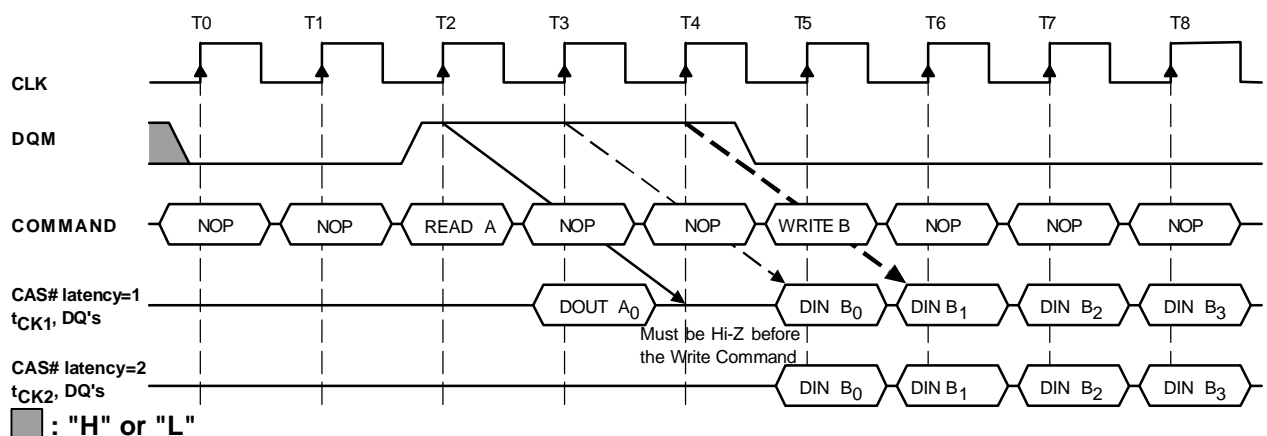 T0 T1 T2 T3 T4 T5 T6 T7 T8
CLK
DQM
COMMAND NOP NOP READ A NOP NOP WRITE B NOP NOP NOP
CAS# latency=1
tCK1, DQ's
DOUT A0 DIN B0 DIN B1 DIN B2 DIN B3
Must be Hi-Z before
the Write Command
CAS# latency=2
tCK2, DQ's
DIN B0 DIN B1 DIN B2 DIN B3
: "H" or "L"